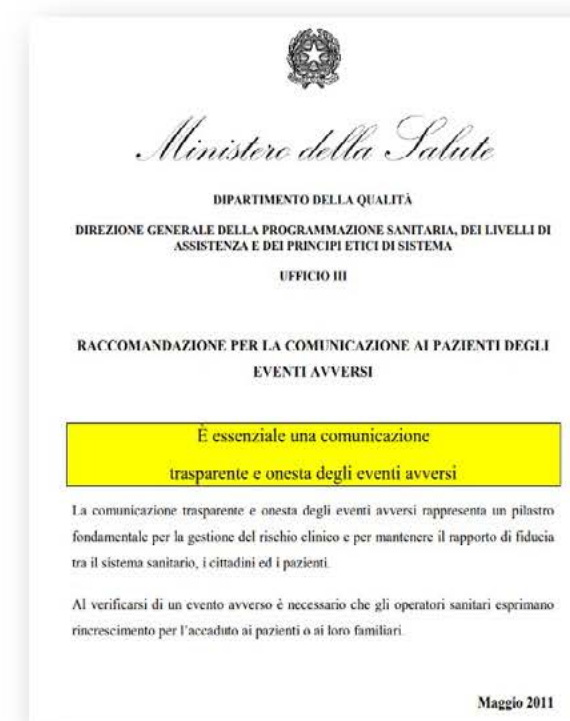 Ministero della Salute
DIPARTIMENTO DELLA QUALITÀ
DIREZIONE GENERALE DELLA PROGRAMMAZIONE SANITARIA, DEI LIVELLI DI
ASSISTENZA E DEI PRINCIPI ETICI DI SISTEMA
UFFICIO III
RACCOMANDAZIONE PER LA COMUNICAZIONE AI PAZIENTI DEGLI
EVENTI AVVERSI
È essenziale una comunicazione
trasparente e onesta degli eventi avversi
La comunicazione trasparente e onesta degli eventi avversi rappresenta un pilastro
fondamentale per la gestione del rischio clinico e per mantenere il rapporto di fiducia
tra il sistema sanitario, i cittadini ed i pazienti.
Al verificarsi di un evento avverso è necessario che gli operatori sanitari esprimano
rincrescimento per l'accaduto ai pazienti o ai loro familiari.
Maggio 2011